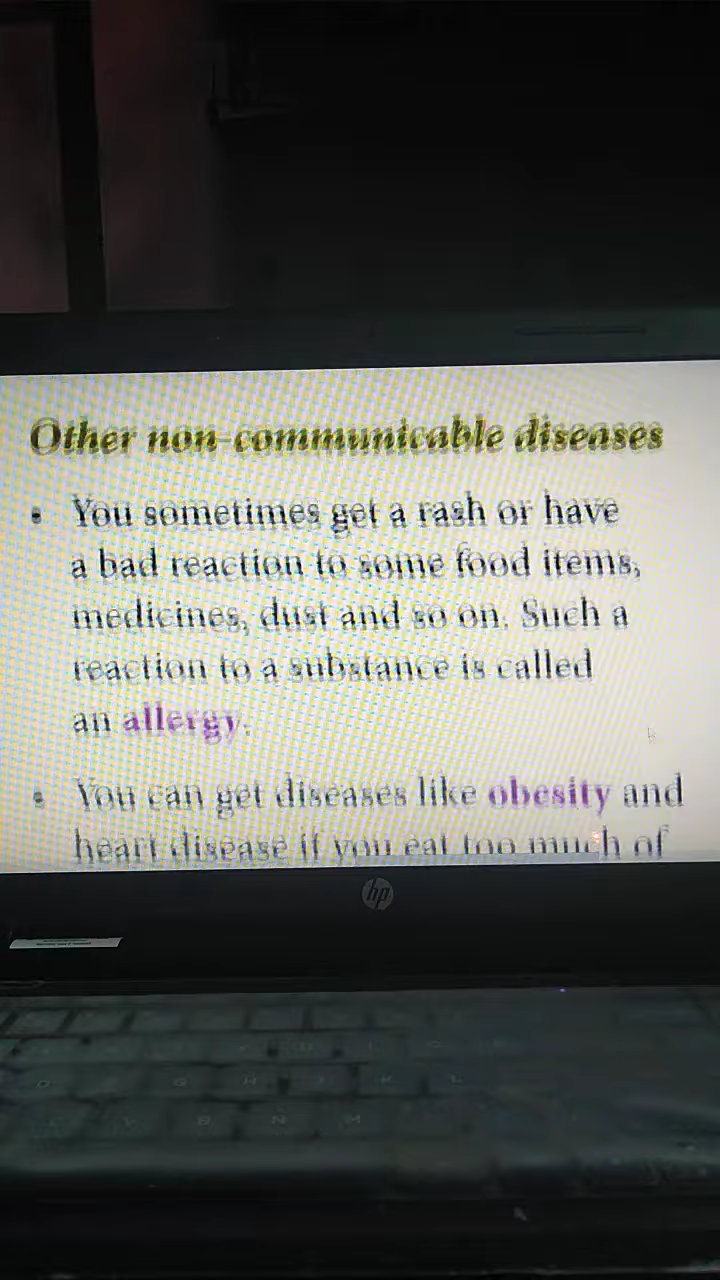 Other non-communicable diseases
• You sometimes get a rash or have
a bad reaction to some food items,
medicines, dust and so on. Such a
reaction to a substance is called
an allergy.
• You can get diseases like obesity and
heart disease if you eat too much of
hp